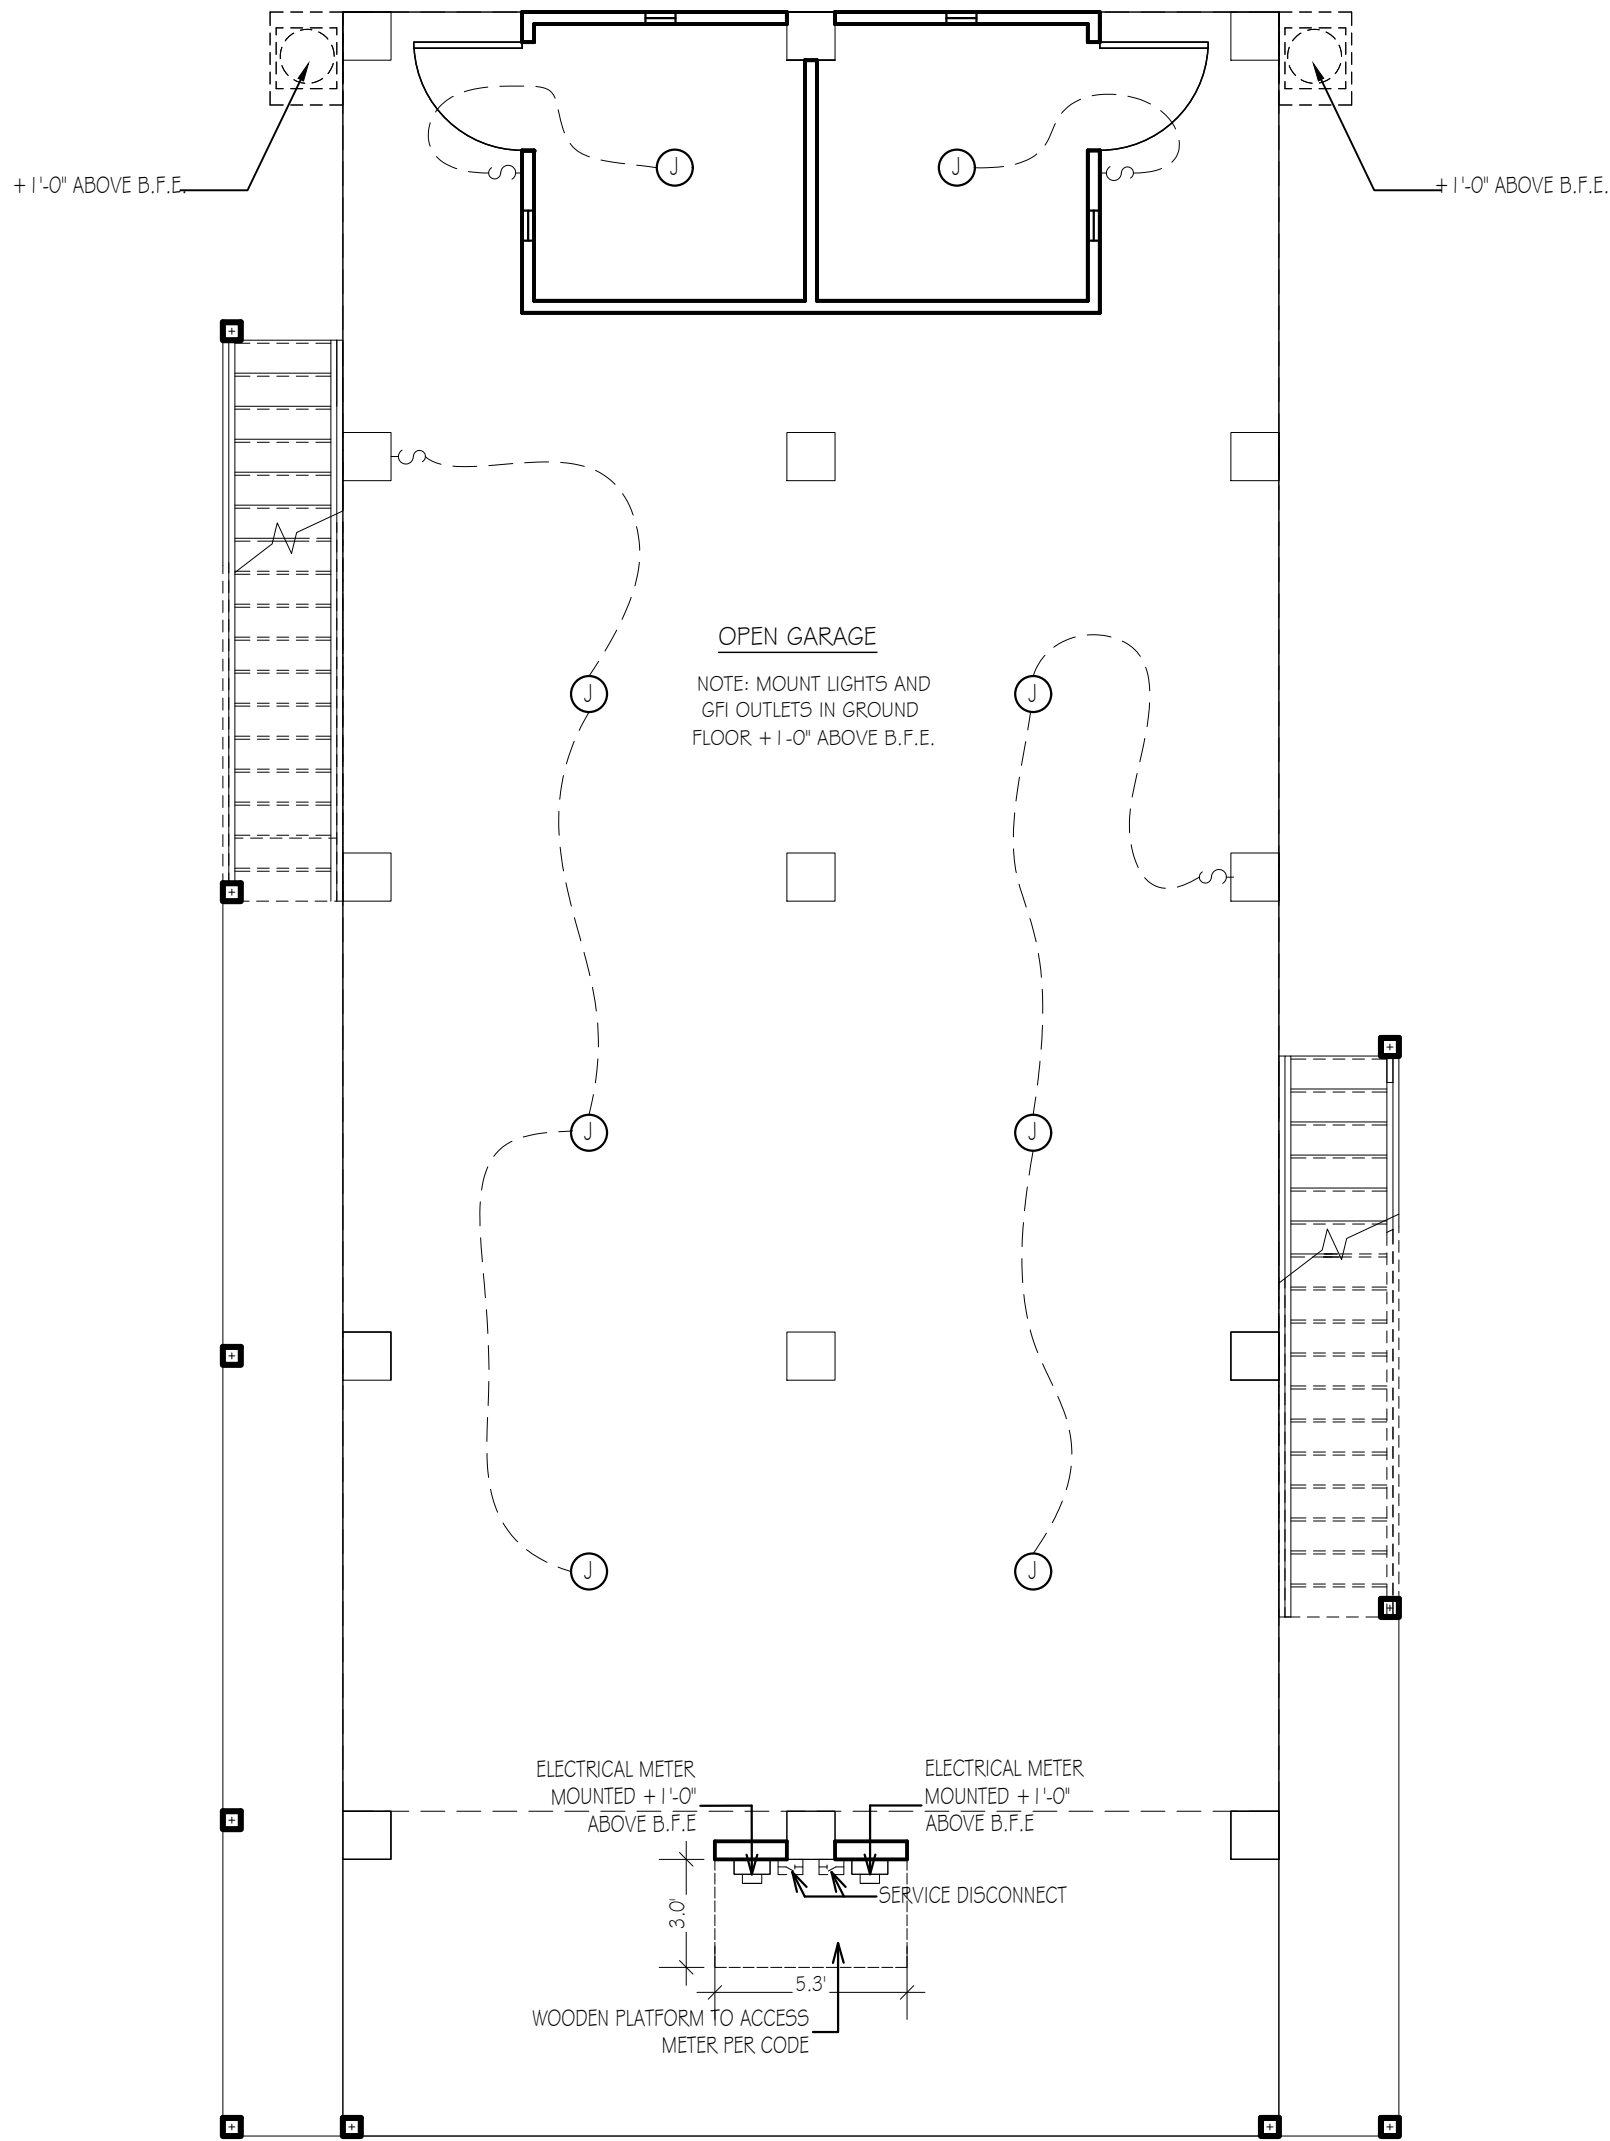 J
J
S
S
+1'-0" ABOVE B.F.E.
+1'-0" ABOVE B.F.E.
S
OPEN GARAGE
NOTE: MOUNT LIGHTS AND
GFI OUTLETS IN GROUND
FLOOR +1-0" ABOVE B.F.E.
J
J
S
J
J
J
J
ELECTRICAL METER
MOUNTED +1'-0"
ABOVE B.F.E
ELECTRICAL METER
MOUNTED +1'-0"
ABOVE B.F.E
SERVICE DISCONNECT
3.0'
5.3'
WOODEN PLATFORM TO ACCESS
METER PER CODE